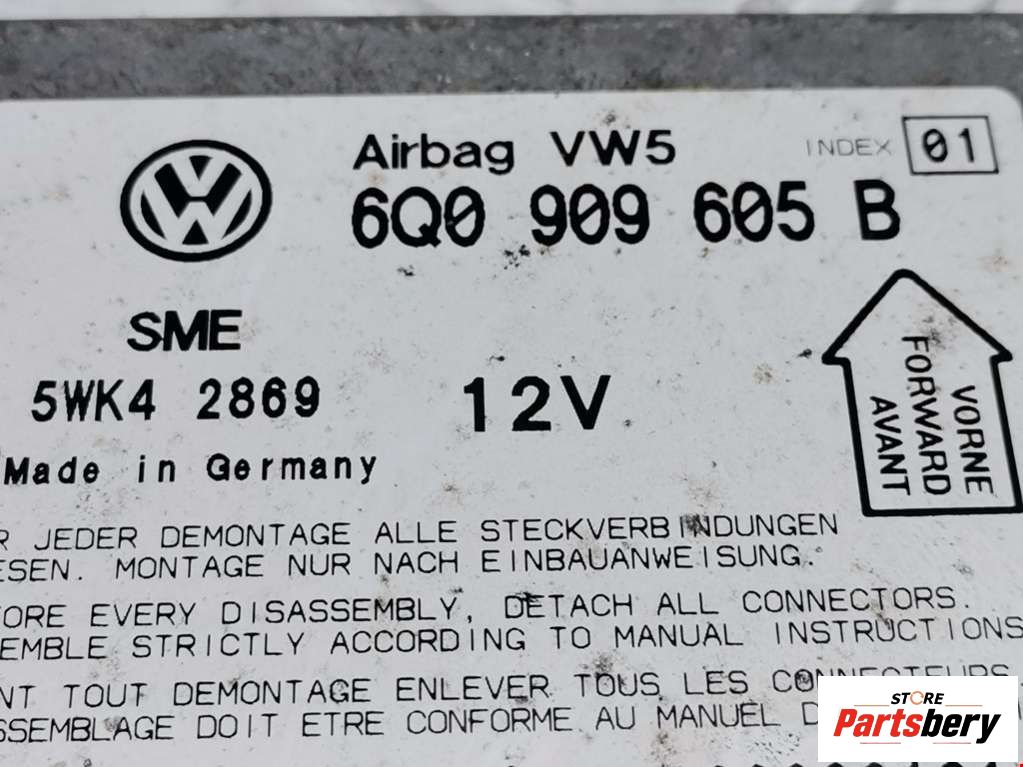 Airbag VW5 INDEX 01
6Q0 909 605 B
SME
5WK4 2869 12V
Made in Germany
VORNE
FORWARD
AVANT
JEDER DEMONTAGE ALLE STECKVERBINDUNGEN
MONTAGE NUR NACH EINBAUANWEISUNG.
EVERY DISASSEMBLY, DETACH ALL CONNECTORS.
STRICTLY ACCORDING TO MANUAL INSTRUCTIONS
TOUT DEMONTAGE ENLEVER TOUS LES CONNECTEURS.
DOIT ETRE CONFORME AU MANUEL
STORE
Partsbery